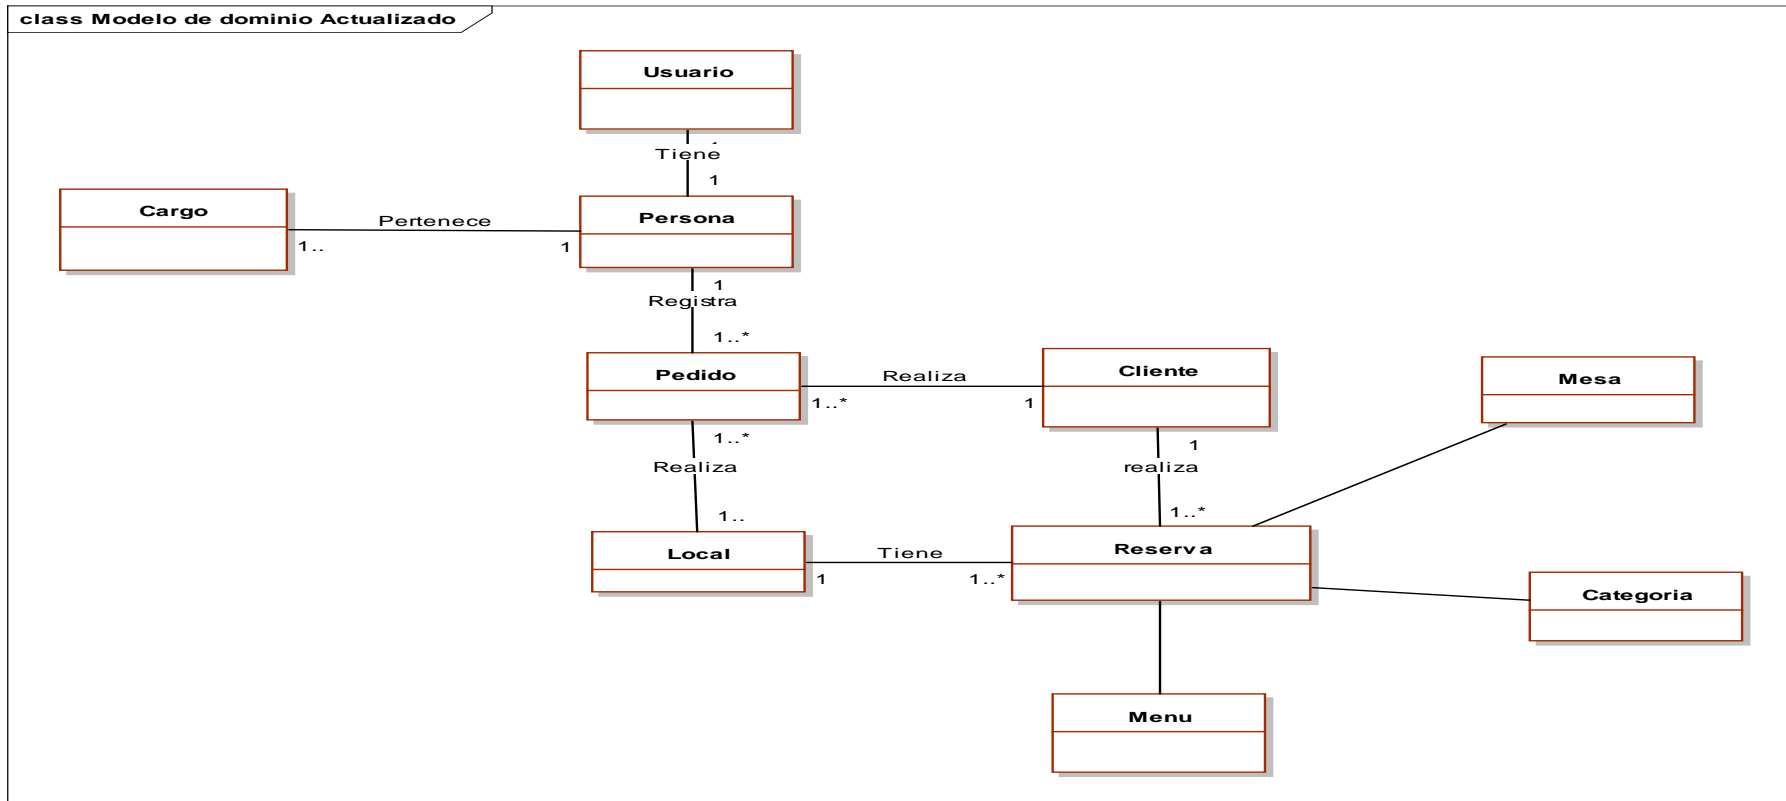 class Modelo de dominio Actualizado
Usuario
Tiene
1
Cargo
Pertenece
1..
1
Persona
1
Registra
1..*
Pedido
Realiza
1..*
1
Cliente
Mesa
1..*
Realiza
1..
1
realiza
1..*
Local
Tiene
1
1..*
Reserva
Categoria
Menu